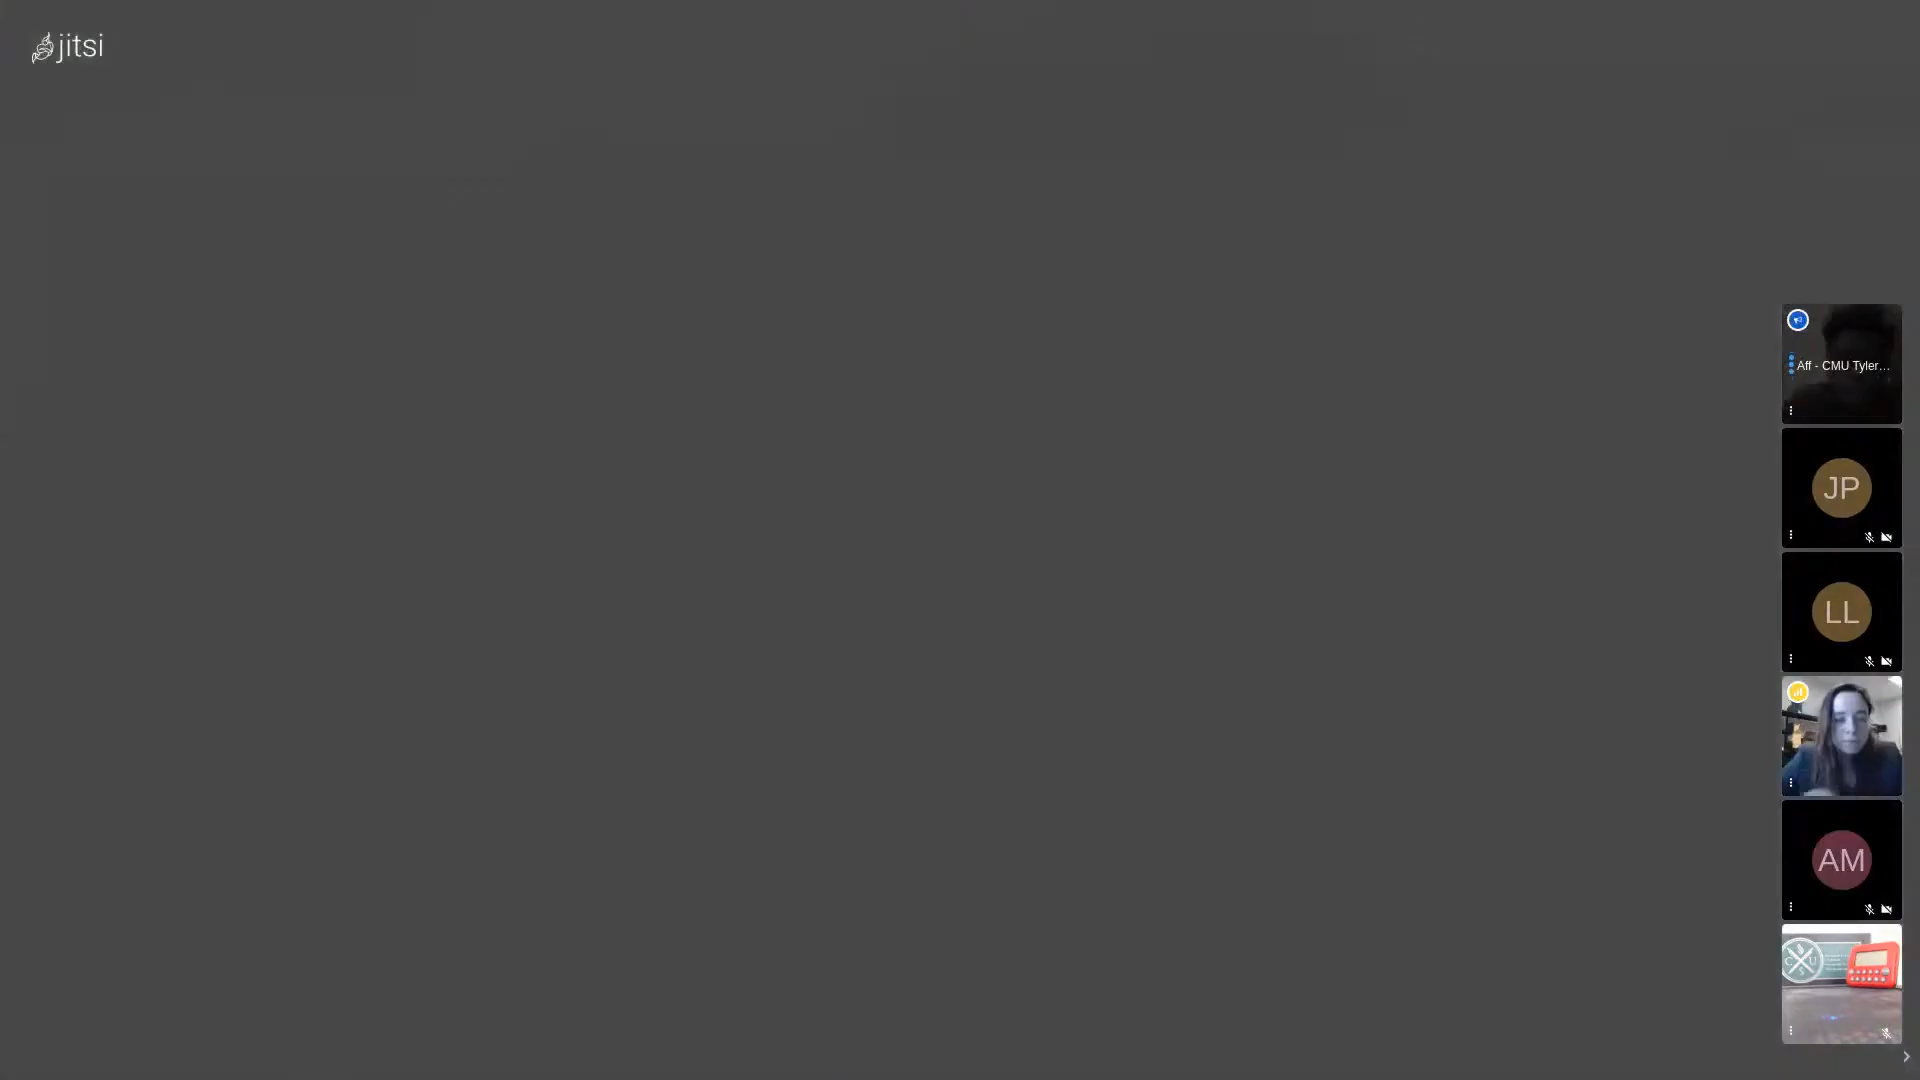 jitsi
Aff - CMU Tyler...
JP
LL
AM
C U
S